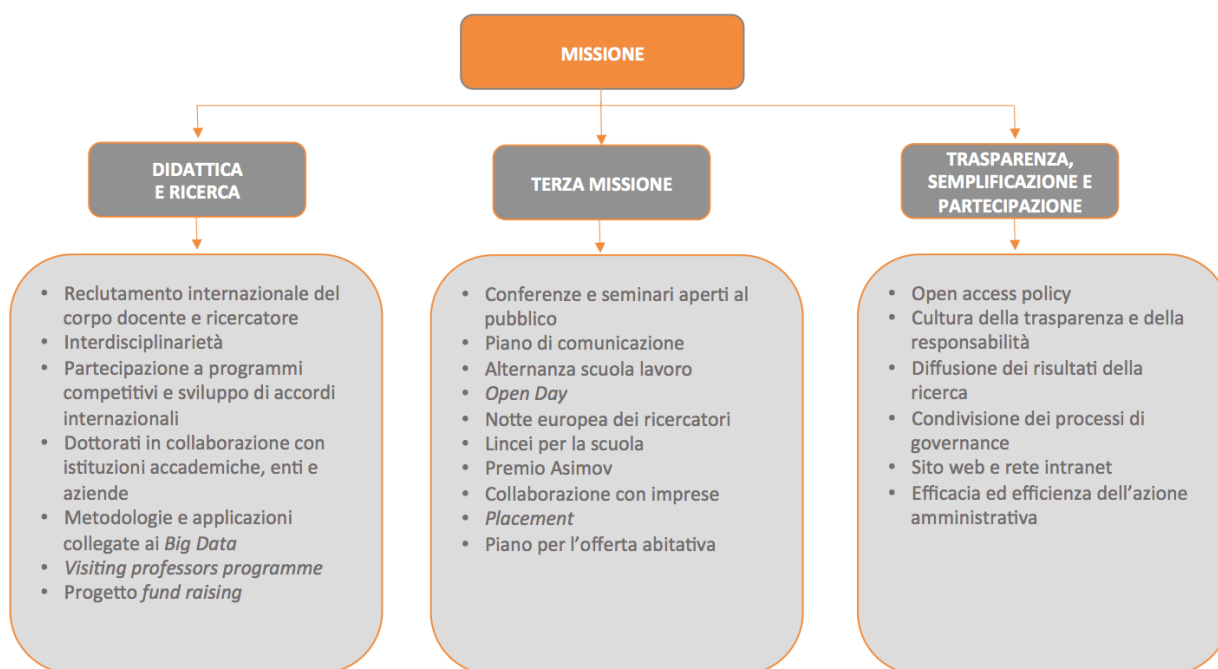 MISSIONE
DIDATTICA
E RICERCA
• Reclutamento internazionale del
corpo docente e ricercatore
• Interdisciplinarietà
• Partecipazione a programmi
competitivi e sviluppo di accordi
internazionali
• Dottorati in collaborazione con
istituzioni accademiche, enti e
aziende
• Metodologie e applicazioni
collegate ai Big Data
• Visiting professors programme
• Progetto fund raising
TERZA MISSIONE
• Conferenze e seminari aperti al
pubblico
• Piano di comunicazione
• Alternanza scuola lavoro
• Open Day
• Notte europea dei ricercatori
• Lincei per la scuola
• Premio Asimov
• Collaborazione con imprese
• Placement
• Piano per l’offerta abitativa
TRASPARENZA,
SEMPLIFICAZIONE E
PARTECIPAZIONE
• Open access policy
• Cultura della trasparenza e della
responsabilità
• Diffusione dei risultati della
ricerca
• Condivisione dei processi di
governance
• Sito web e rete intranet
• Efficacia ed efficienza dell’azione
amministrativa